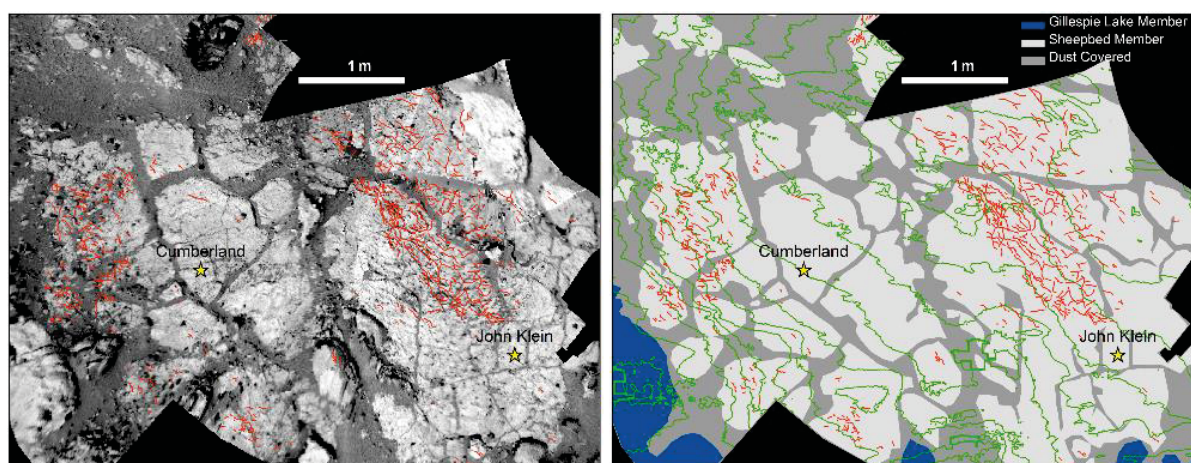 1 m
Cumberland
John Klein
Gillespie Lake Member
Sheepbed Member
Dust Covered
1 m
Cumberland
John Klein